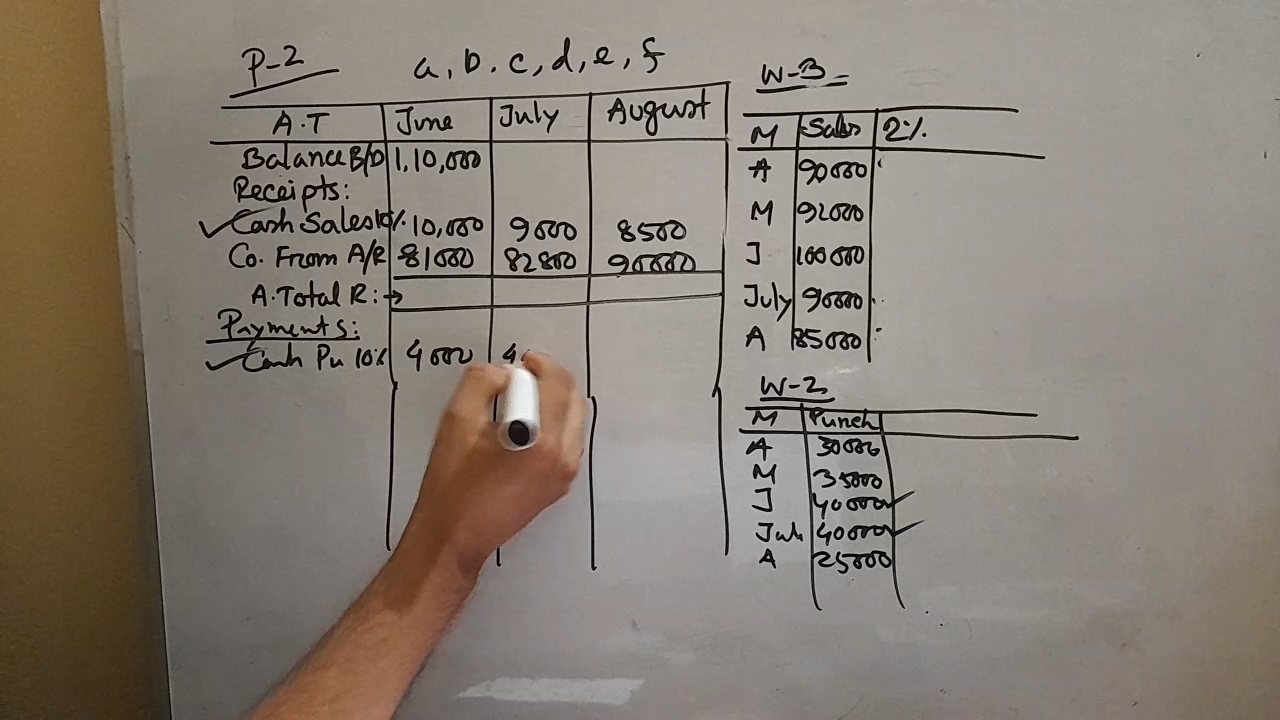 P-2 a, b. c, d, e, f
A.T June July August
Balance B/D 1,10,000
Receipts:
✓ Cash Sales 10% 10,000 9000 8500
Co. From A/R 81000 82800 90000
A. Total R: →
Payments:
✓ Cash Pu 10% 4000 4
W-3
M Sales 2%
A 90000
M 92000
J 100000
July 90000
A 85000
W-2
M Purch
A 30000
M 35000
J 40000
July 40000
A 25000